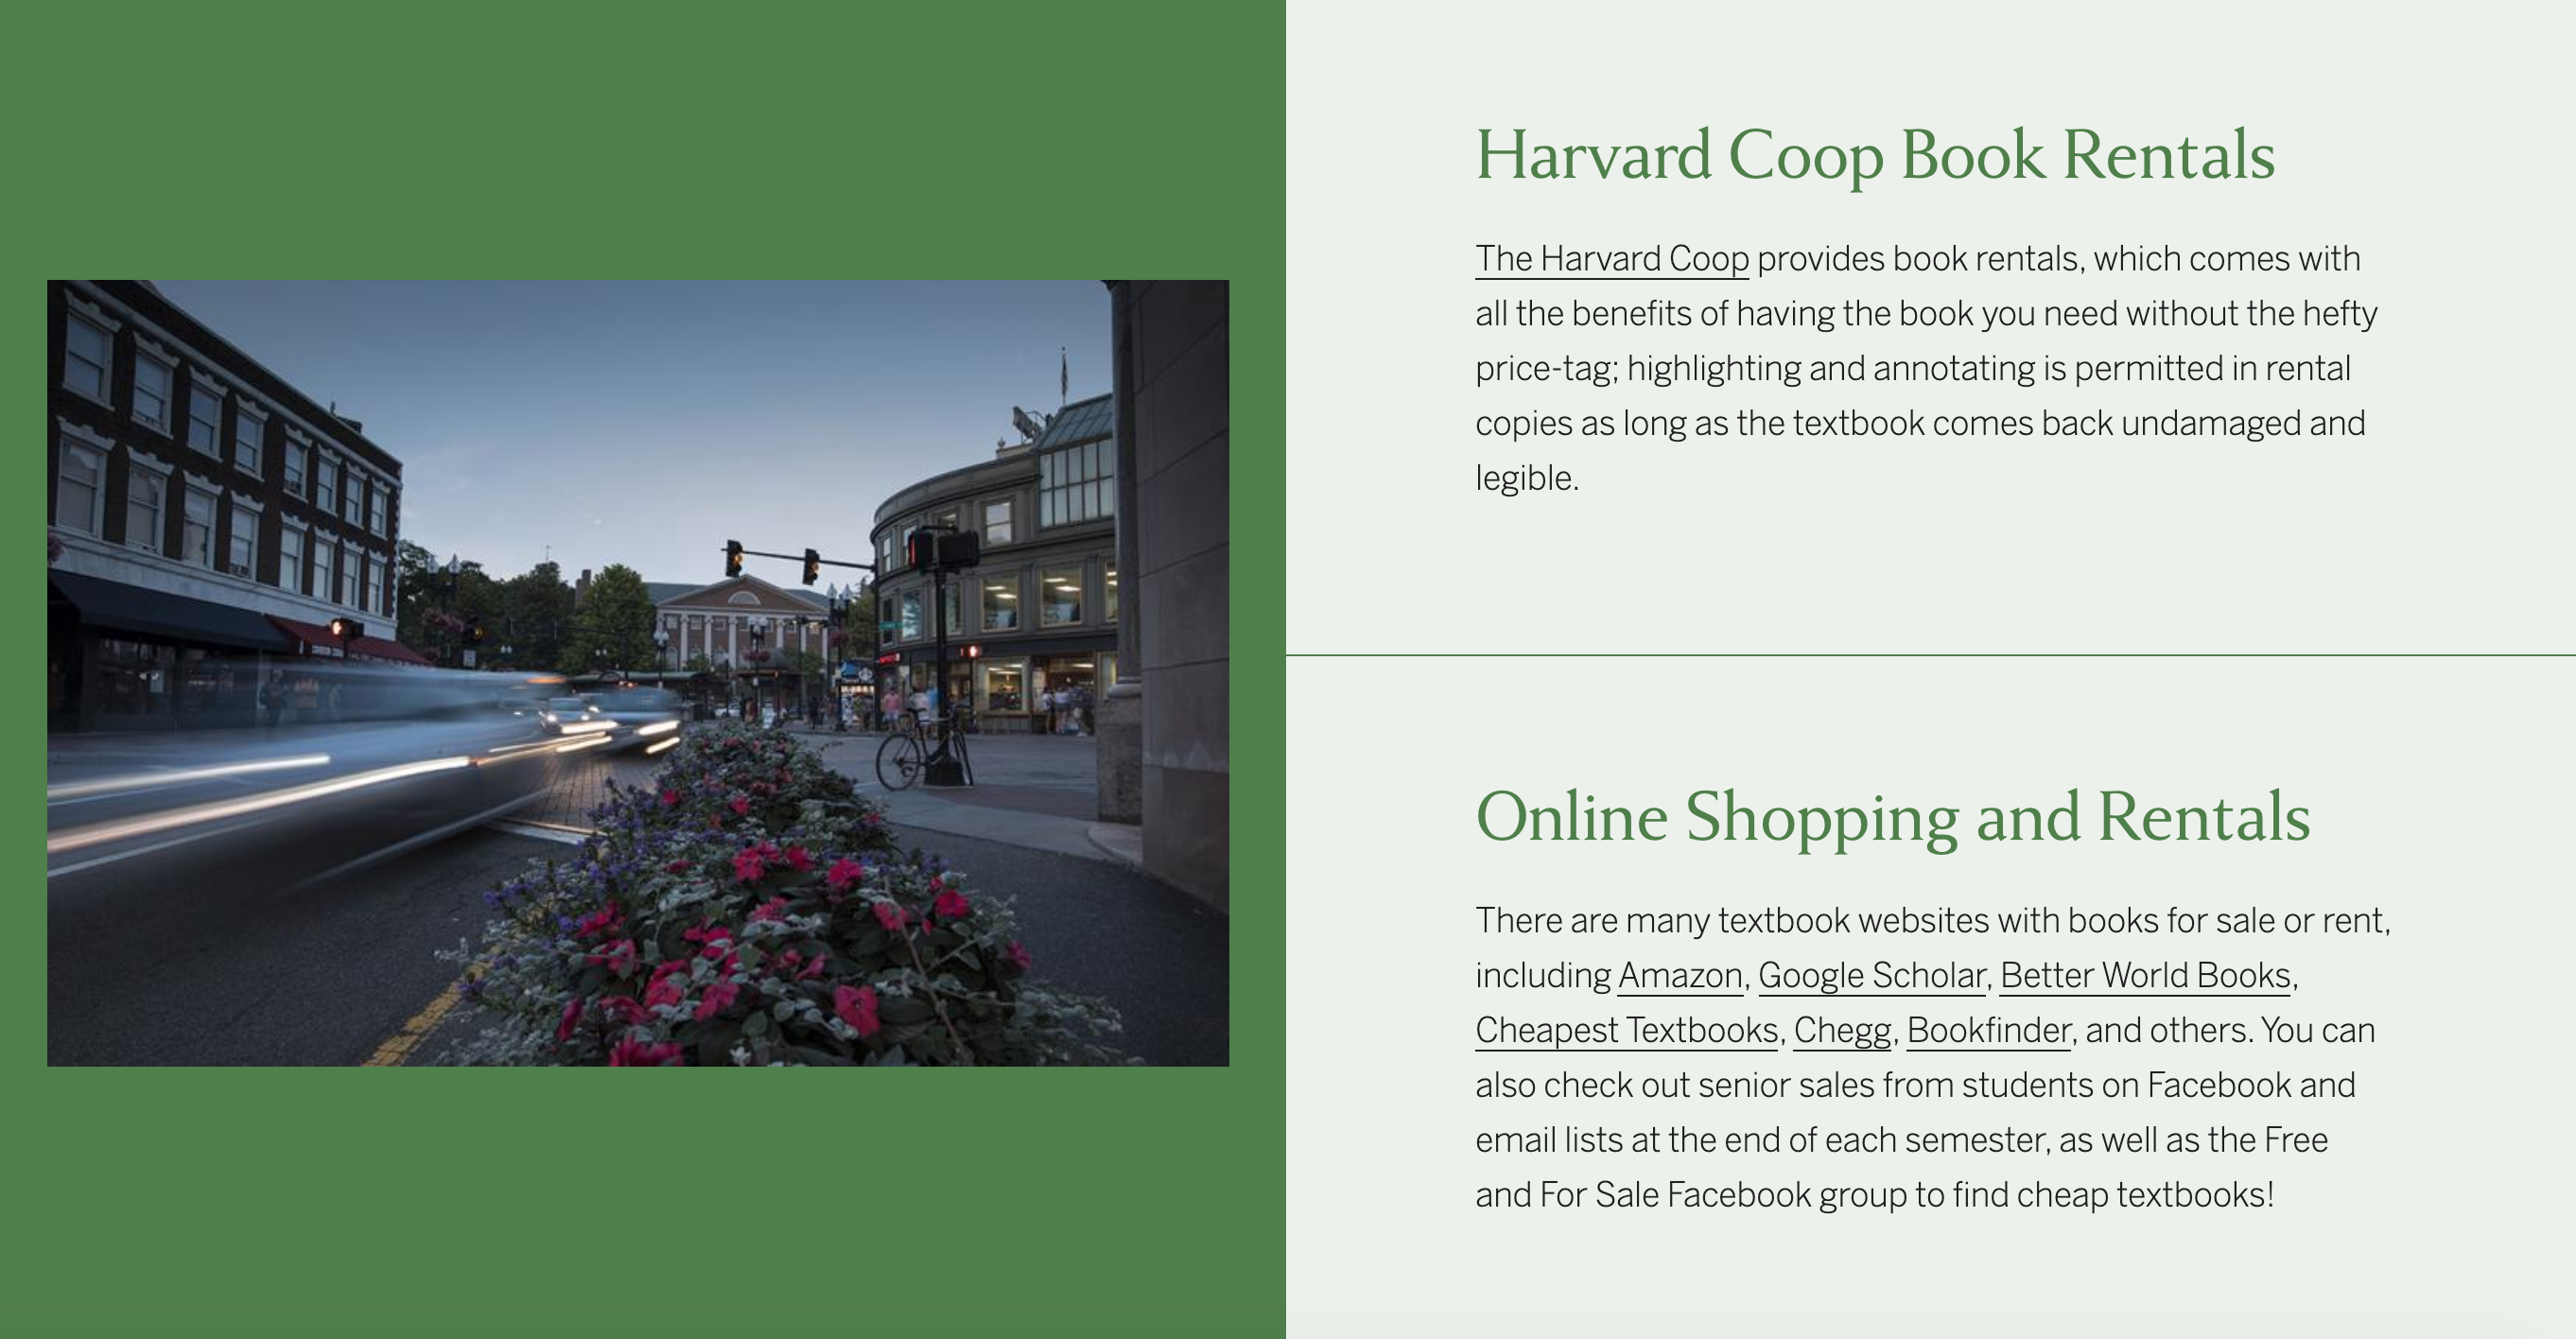 Harvard Coop Book Rentals
The Harvard Coop provides book rentals, which comes with
all the benefits of having the book you need without the hefty
price-tag; highlighting and annotating is permitted in rental
copies as long as the textbook comes back undamaged and
legible.
Online Shopping and Rentals
There are many textbook websites with books for sale or rent,
including Amazon, Google Scholar, Better World Books,
Cheapest Textbooks, Chegg, Bookfinder, and others. You can
also check out senior sales from students on Facebook and
email lists at the end of each semester, as well as the Free
and For Sale Facebook group to find cheap textbooks!